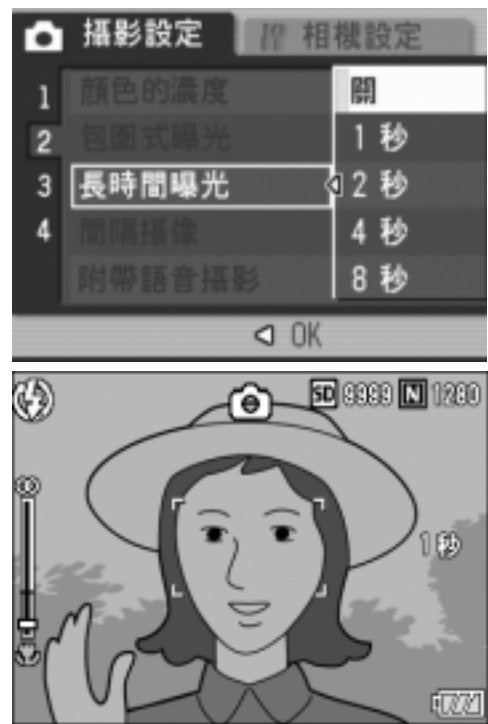 攝影設定 相機設定
1 顏色的濃度 開
2 包圍式曝光 1 秒
3 長時間曝光 2 秒
4 間隔攝像 4 秒
附帶語音攝影 8 秒
OK
SD 9999 N 1280
1 秒